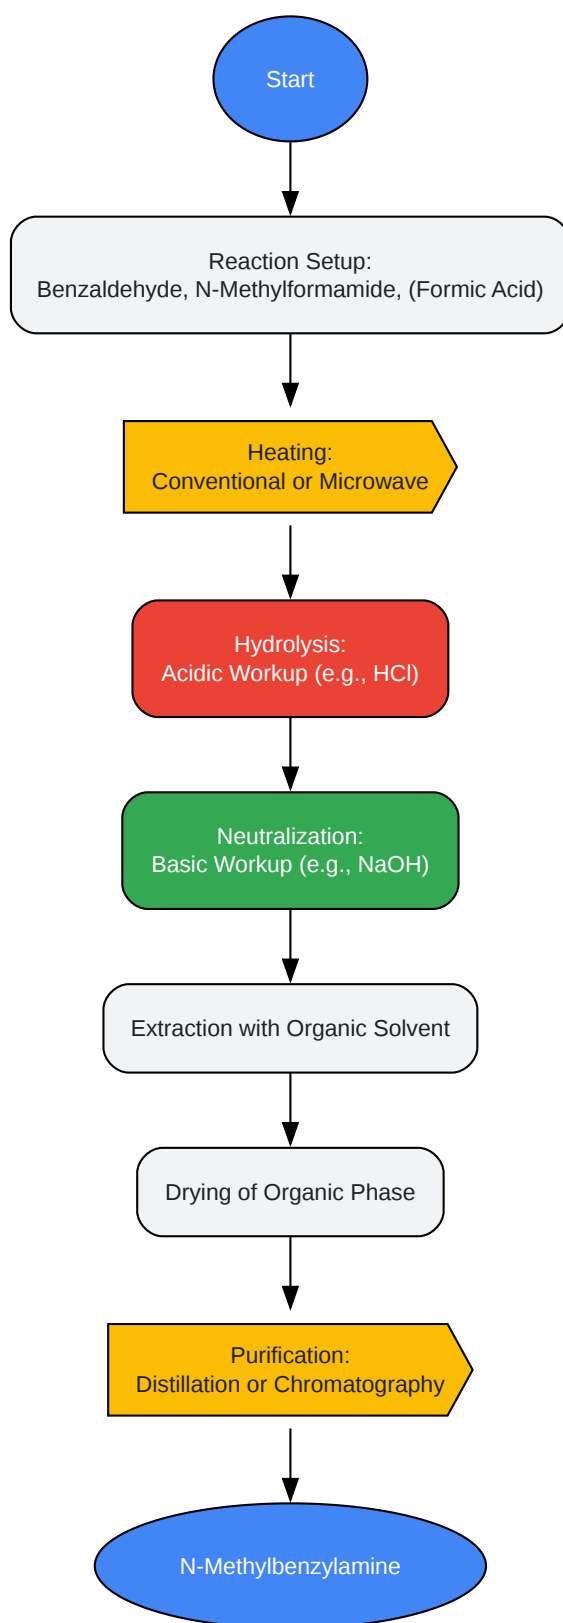 Start
Reaction Setup:
Benzaldehyde, N-Methylformamide, (Formic Acid)
Heating:
Conventional or Microwave
Hydrolysis:
Acidic Workup (e.g., HCl)
Neutralization:
Basic Workup (e.g., NaOH)
Extraction with Organic Solvent
Drying of Organic Phase
Purification:
Distillation or Chromatography
N-Methylbenzylamine